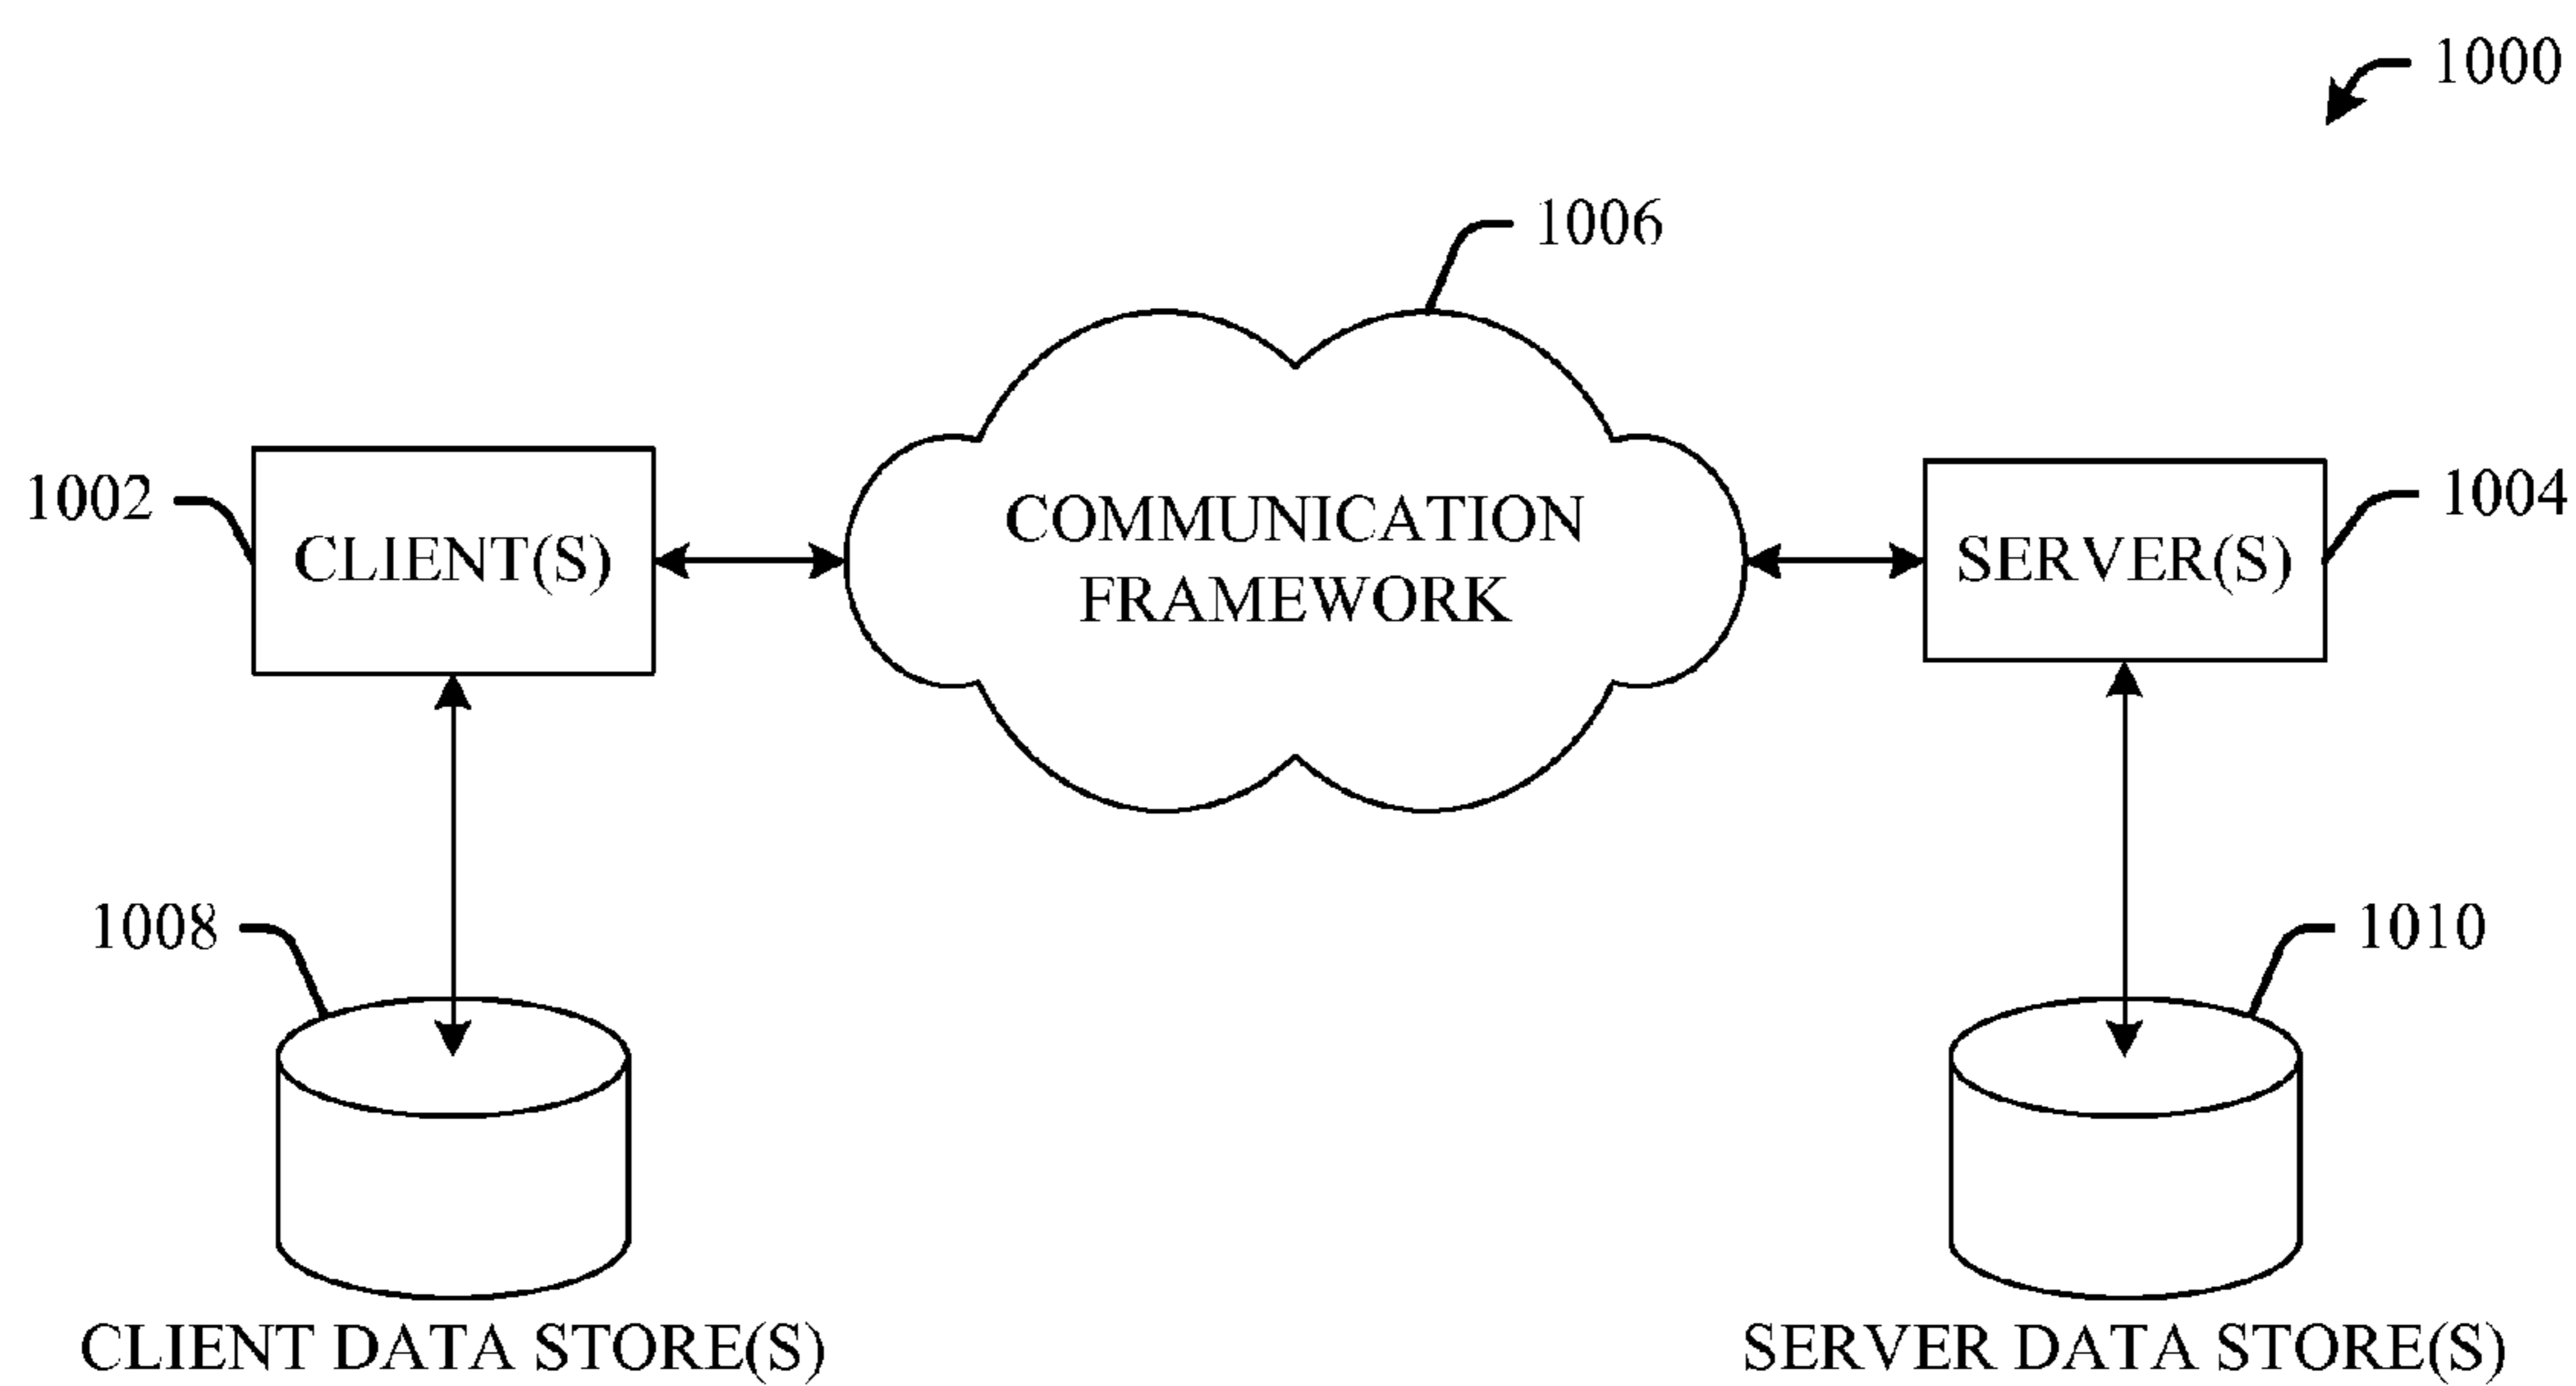 1000
1006
1002
CLIENT(S)
COMMUNICATION
FRAMEWORK
SERVER(S)
1004
1008
1010
CLIENT DATA STORE(S)
SERVER DATA STORE(S)